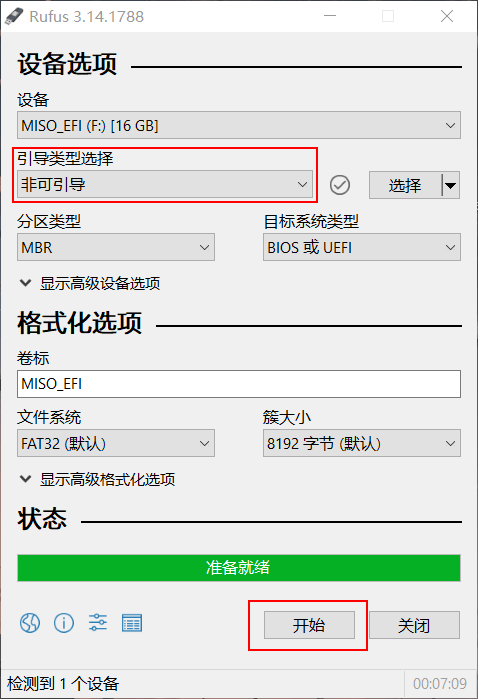 Rufus 3.14.1788
设备选项
设备
MISO_EFI (F:) [16 GB]
引导类型选择
非可引导
选择
分区类型
目标系统类型
MBR
BIOS 或 UEFI
显示高级设备选项
格式化选项
卷标
MISO_EFI
文件系统
簇大小
FAT32 (默认)
8192 字节 (默认)
显示高级格式化选项
状态
准备就绪
开始
关闭
检测到 1 个设备
00:07:09